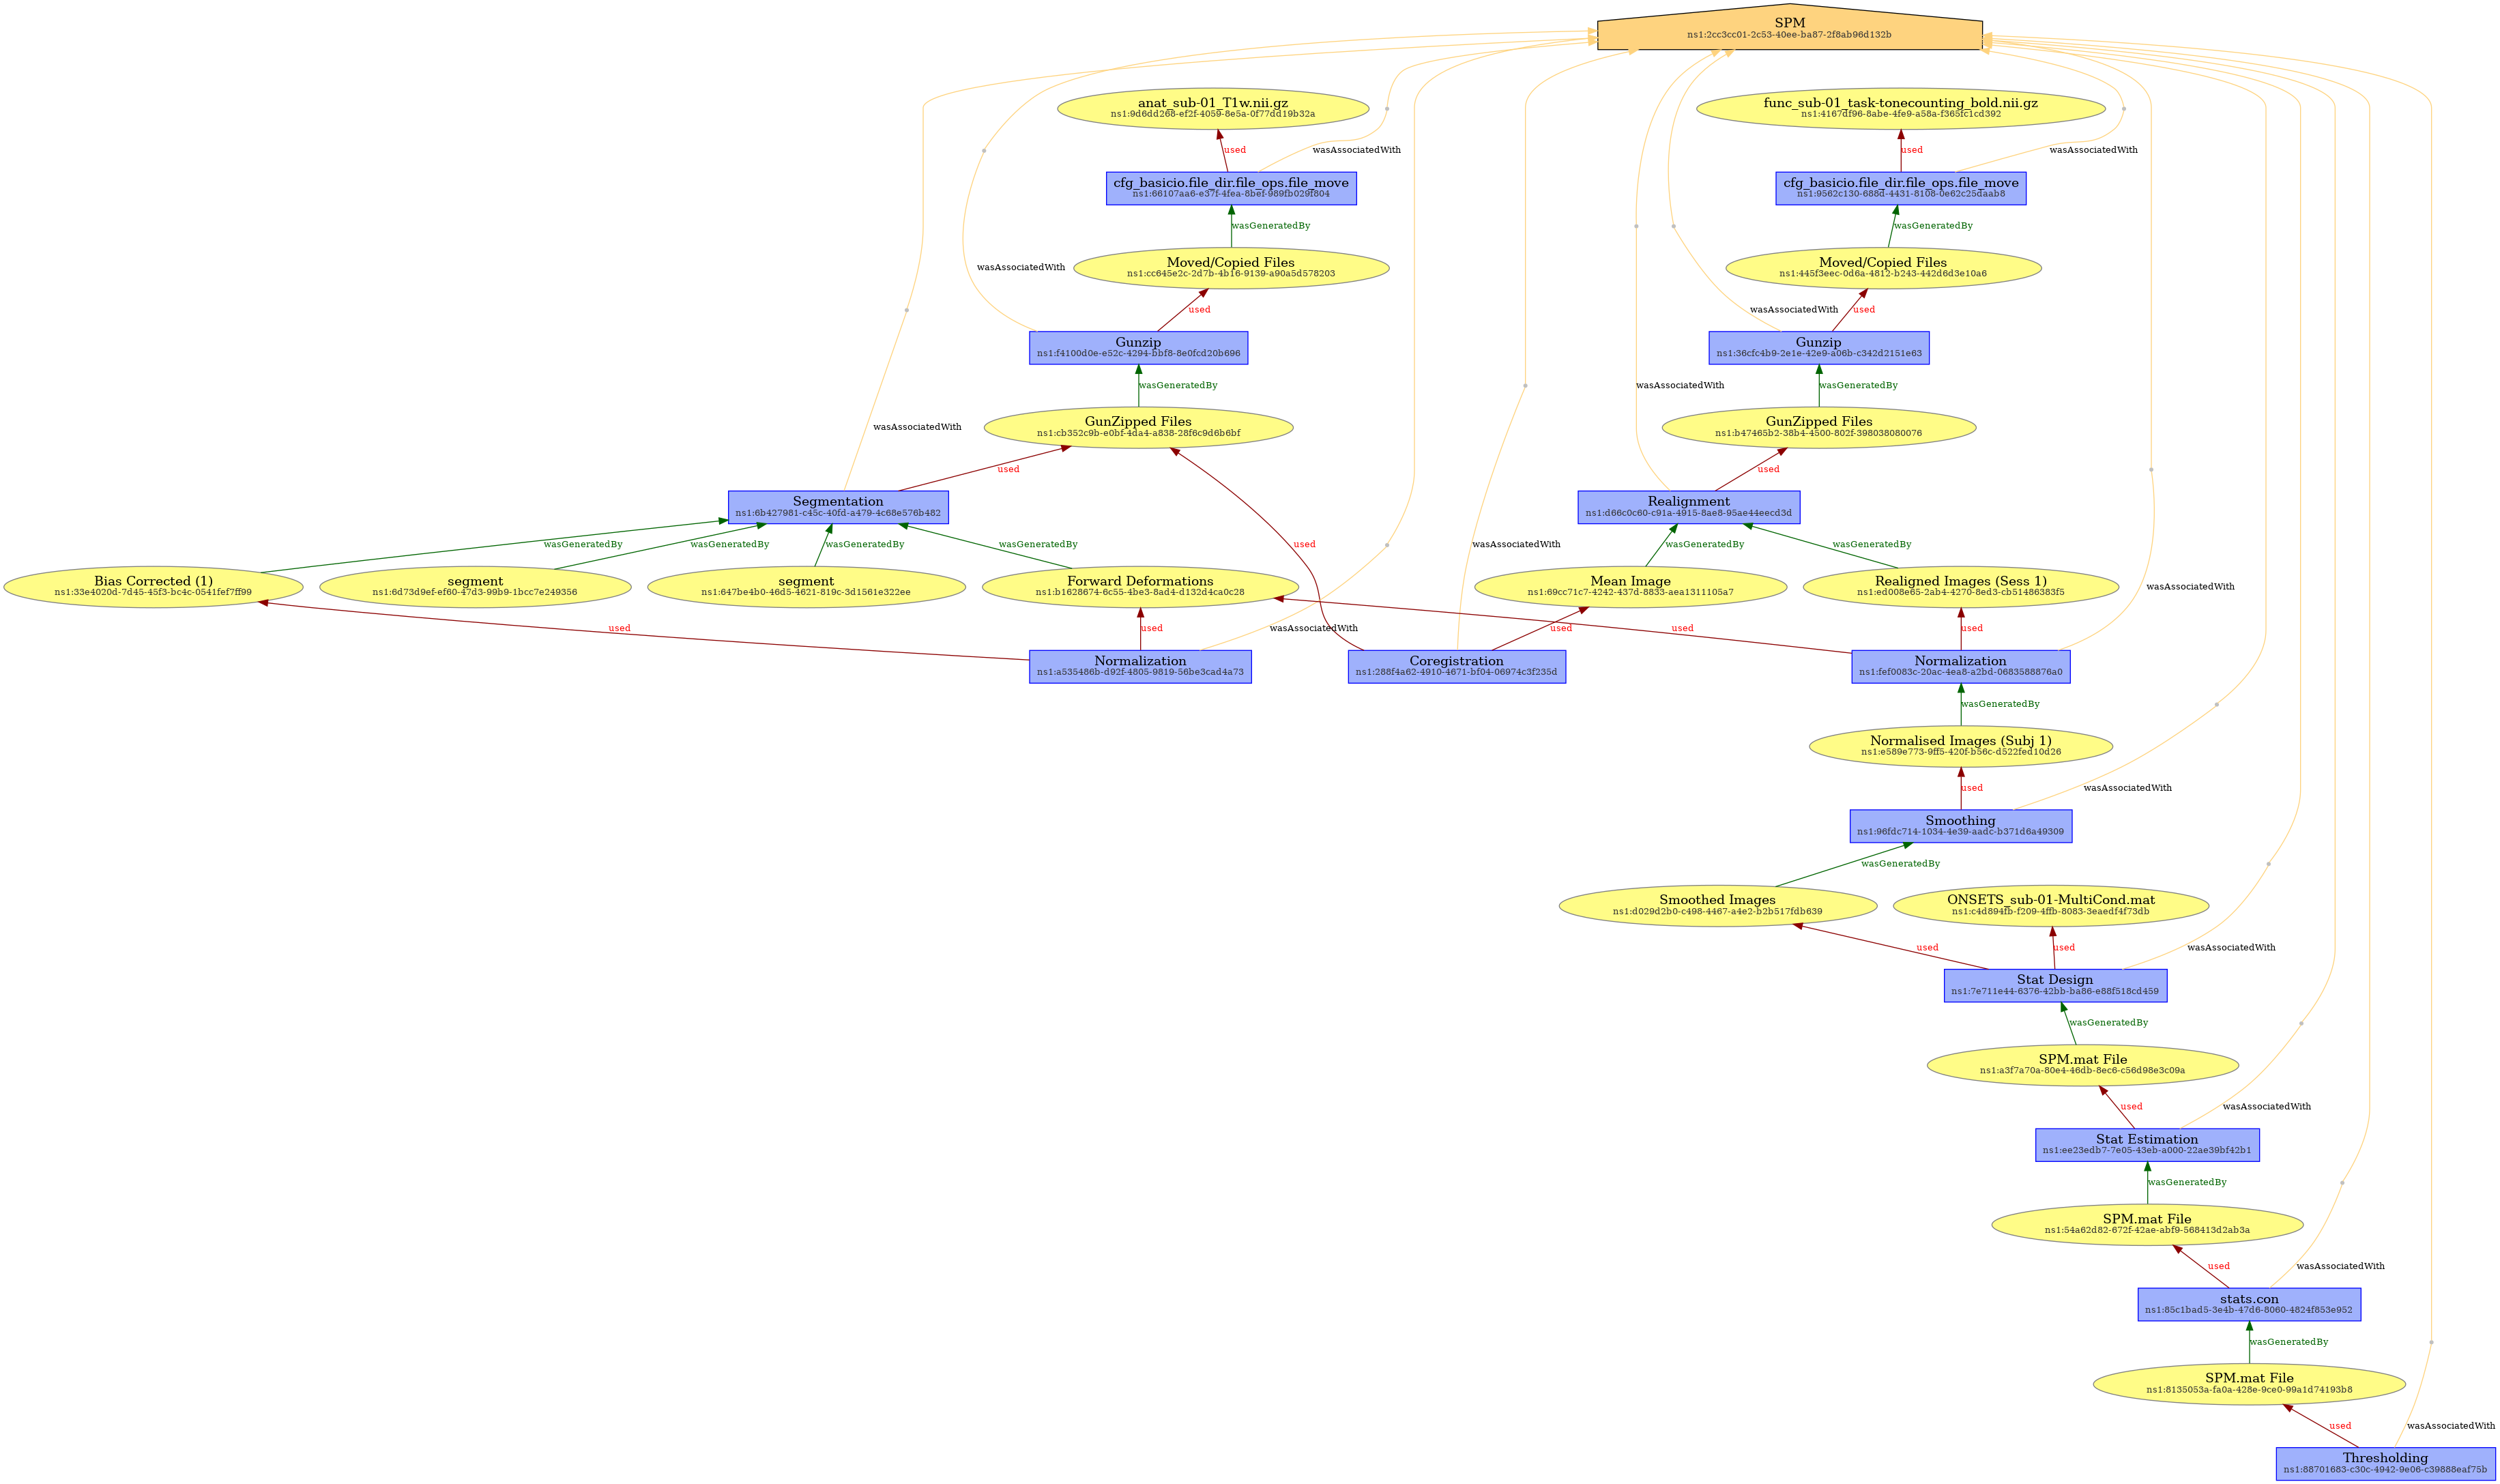 SPM
ns1:2cc3cc01-2c53-40ee-ba87-2f8ab96d132b
anat_sub-01_T1w.nii.gz
ns1:9d6dd268-ef2f-4059-8e5a-0f77dd19b32a
func_sub-01_task-tonecounting_bold.nii.gz
ns1:4167df96-8abe-4fe9-a58a-f365fc1cd392
used
wasAssociatedWith
used
wasAssociatedWith
cfg_basicio.file_dir.file_ops.file_move
ns1:66107aa6-e37f-4fea-8bef-989fb029f804
cfg_basicio.file_dir.file_ops.file_move
ns1:9562c130-688d-4431-8108-0e62c25daab8
wasGeneratedBy
wasGeneratedBy
wasAssociatedWith
Moved/Copied Files
ns1:cc645e2c-2d7b-4b16-9139-a90a5d578203
Moved/Copied Files
ns1:445f3eec-0d6a-4812-b243-442d6d3e10a6
used
wasAssociatedWith
used
Gunzip
ns1:f4100d0e-e52c-4294-bbf8-8e0fcd20b696
Gunzip
ns1:36cfc4b9-2e1e-42e9-a06b-c342d2151e63
wasGeneratedBy
wasAssociatedWith
wasGeneratedBy
wasAssociatedWith
GunZipped Files
ns1:cb352c9b-e0bf-4da4-a838-28f6c9d6b6bf
GunZipped Files
ns1:b47465b2-38b4-4500-802f-398038080076
used
used
Segmentation
ns1:6b427981-c45c-40fd-a479-4c68e576b482
Realignment
ns1:d66c0c60-c91a-4915-8ae8-95ae44eecd3d
wasGeneratedBy
wasGeneratedBy
wasGeneratedBy
wasGeneratedBy
used
wasAssociatedWith
wasGeneratedBy
wasGeneratedBy
Bias Corrected (1)
ns1:33e4020d-7d45-45f3-bc4c-0541fef7ff99
segment
ns1:6d73d9ef-ef60-47d3-99b9-1bcc7e249356
segment
ns1:647be4b0-46d5-4621-819c-3d1561e322ee
Forward Deformations
ns1:b1628674-6c55-4be3-8ad4-d132d4ca0c28
Mean Image
ns1:69cc71c7-4242-437d-8833-aea1311105a7
Realigned Images (Sess 1)
ns1:ed008e65-2ab4-4270-8ed3-cb51486383f5
wasAssociatedWith
used
used
wasAssociatedWith
used
used
used
Normalization
ns1:a535486b-d92f-4805-9819-56be3cad4a73
Coregistration
ns1:288f4a62-4910-4671-bf04-06974c3f235d
Normalization
ns1:fef0083c-20ac-4ea8-a2bd-0683588876a0
wasGeneratedBy
Normalised Images (Subj 1)
ns1:e589e773-9ff5-420f-b56c-d522fed10d26
used
wasAssociatedWith
Smoothing
ns1:96fdc714-1034-4e39-aadc-b371d6a49309
wasGeneratedBy
Smoothed Images
ns1:d029d2b0-c498-4467-a4e2-b2b517fdb639
ONSETS_sub-01-MultiCond.mat
ns1:c4d894fb-f209-4ffb-8083-3eaedf4f73db
used
used
wasAssociatedWith
Stat Design
ns1:7e711e44-6376-42bb-ba86-e88f518cd459
wasGeneratedBy
SPM.mat File
ns1:a3f7a70a-80e4-46db-8ec6-c56d98e3c09a
used
wasAssociatedWith
Stat Estimation
ns1:ee23edb7-7e05-43eb-a000-22ae39bf42b1
wasGeneratedBy
SPM.mat File
ns1:54a62d82-672f-42ae-abf9-568413d2ab3a
used
wasAssociatedWith
stats.con
ns1:85c1bad5-3e4b-47d6-8060-4824f853e952
wasGeneratedBy
SPM.mat File
ns1:8135053a-fa0a-428e-9ce0-99a1d74193b8
used
wasAssociatedWith
Thresholding
ns1:88701683-c30c-4942-9e06-c39888eaf75b